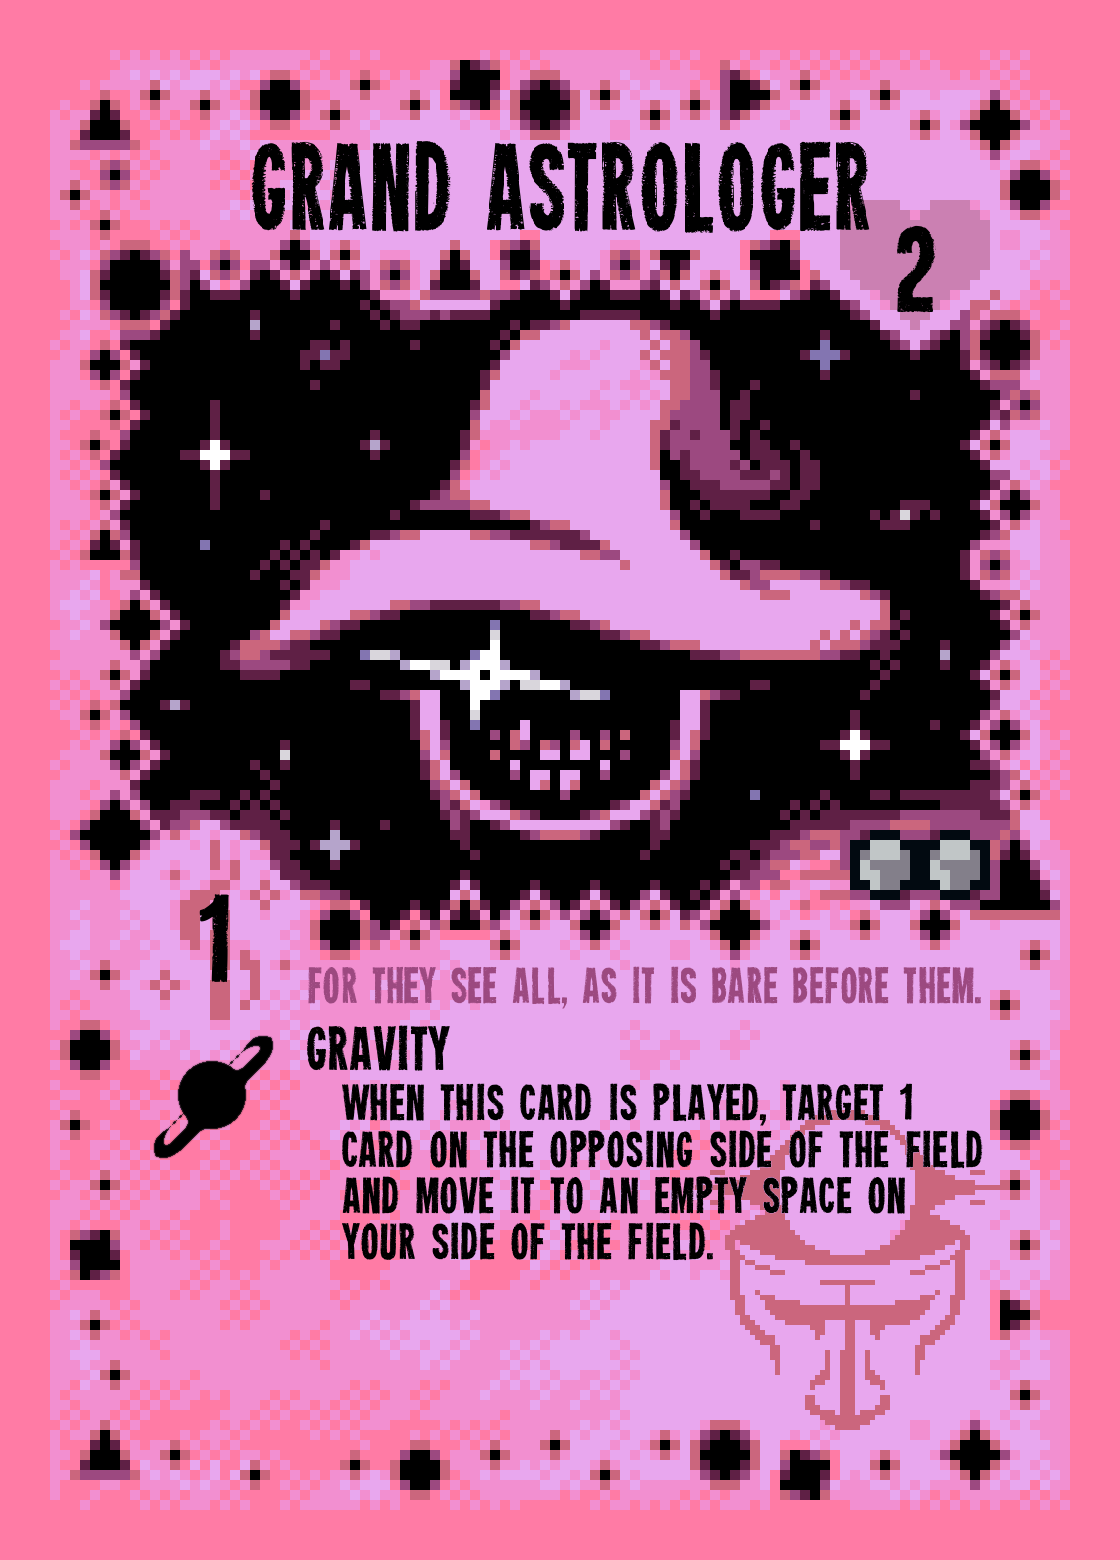 GRAND ASTROLOGER
2
1
FOR THEY SEE ALL, AS IT IS BARE BEFORE THEM.
GRAVITY
WHEN THIS CARD IS PLAYED, TARGET 1
CARD ON THE OPPOSING SIDE OF THE FIELD
AND MOVE IT TO AN EMPTY SPACE ON
YOUR SIDE OF THE FIELD.